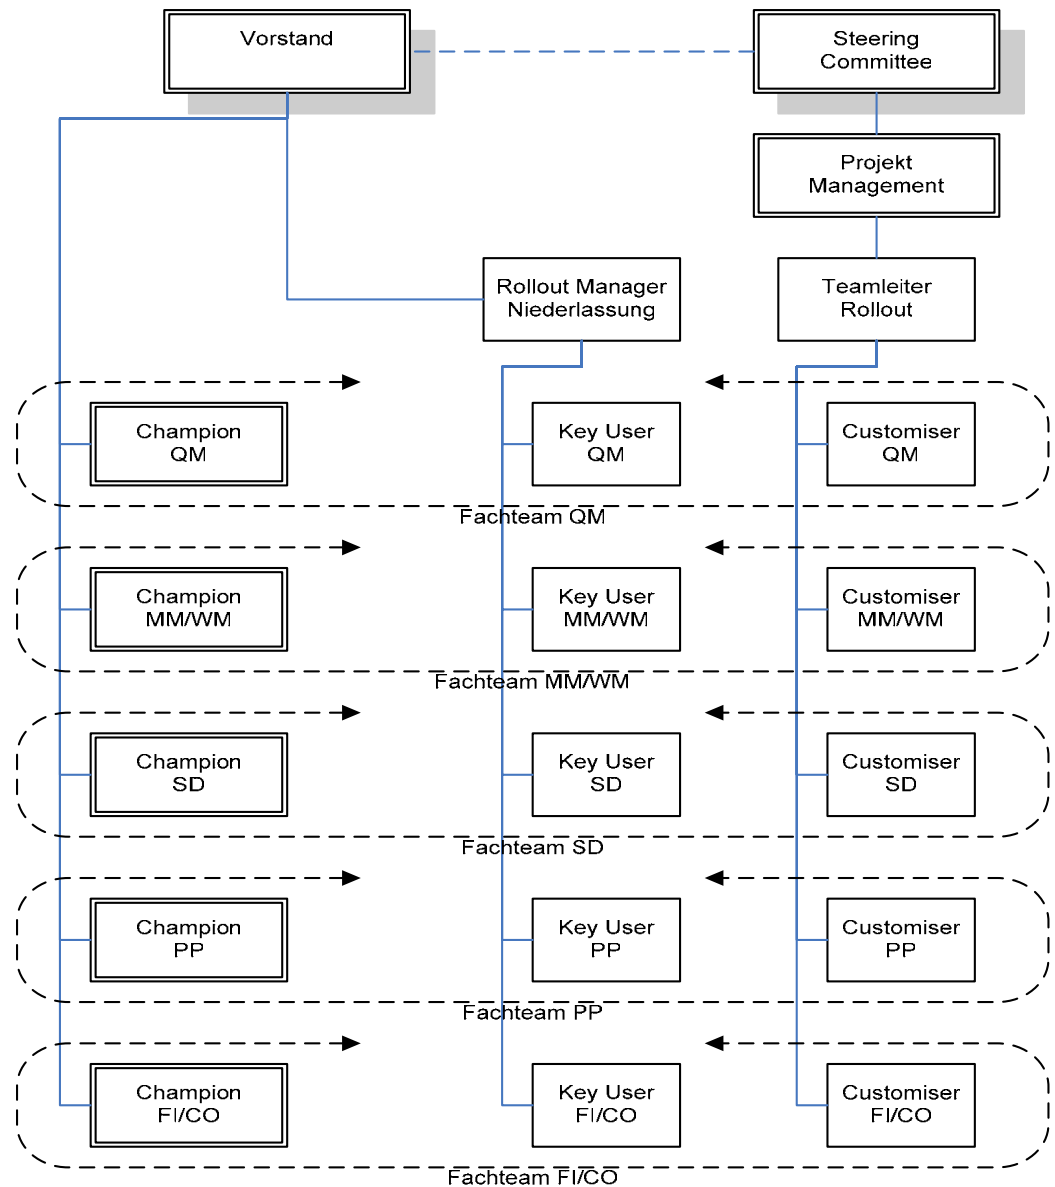 Vorstand
Steering
Committee
Projekt
Management
Rollout Manager
Niederlassung
Teamleiter
Rollout
Champion
QM
Key User
QM
Customiser
QM
Fachteam QM
Champion
MM/WM
Key User
MM/WM
Customiser
MM/WM
Fachteam MM/WM
Champion
SD
Key User
SD
Customiser
SD
Fachteam SD
Champion
PP
Key User
PP
Customiser
PP
Fachteam PP
Champion
FI/CO
Key User
FI/CO
Customiser
FI/CO
Fachteam FI/CO